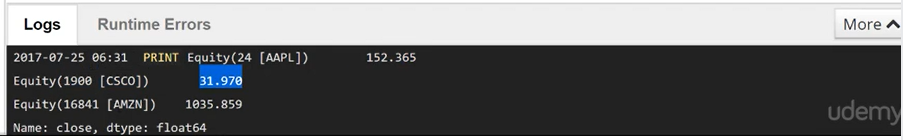 Logs Runtime Errors More
2017-07-25 06:31 PRINT Equity(24 [AAPL]) 152.365
Equity(1900 [CSCO]) 31.970
Equity(16841 [AMZN]) 1035.859
udemy
Name: close, dtype: float64